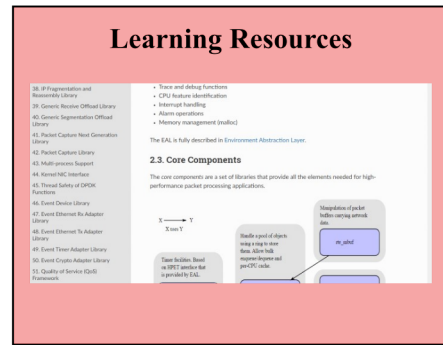 Learning Resources
38. IP Fragmentation and
Reassembly Library
39. Generic Receive Offload Library
40. Generic Segmentation Offload
Library
41. Packet Capture Next Generation
Library
42. Packet Capture Library
43. Multi-process Support
44. Kernel NIC Interface
45. Thread Safety of DPDK
Functions
46. Event Device Library
47. Event Ethernet Rx Adapter
Library
48. Event Ethernet Tx Adapter
Library
49. Event Timer Adapter Library
50. Event Crypto Adapter Library
51. Quality of Service (QoS)
Framework
• Trace and debug functions
• CPU feature identification
• Interrupt handling
• Alarm operations
• Memory management (malloc)
The EAL is fully described in Environment Abstraction Layer.
2.3. Core Components
The core components are a set of libraries that provide all the elements needed for high-
performance packet processing applications.
X → Y
X uses Y
Manipulation of packet
buffers carrying network
data.
rte_mbuf
Handle a pool of objects
using a ring to store
them. Allow bulk
enqueue/dequeue and
per-CPU cache.
Timer facilities. Based
on HPET interface that
is provided by EAL.